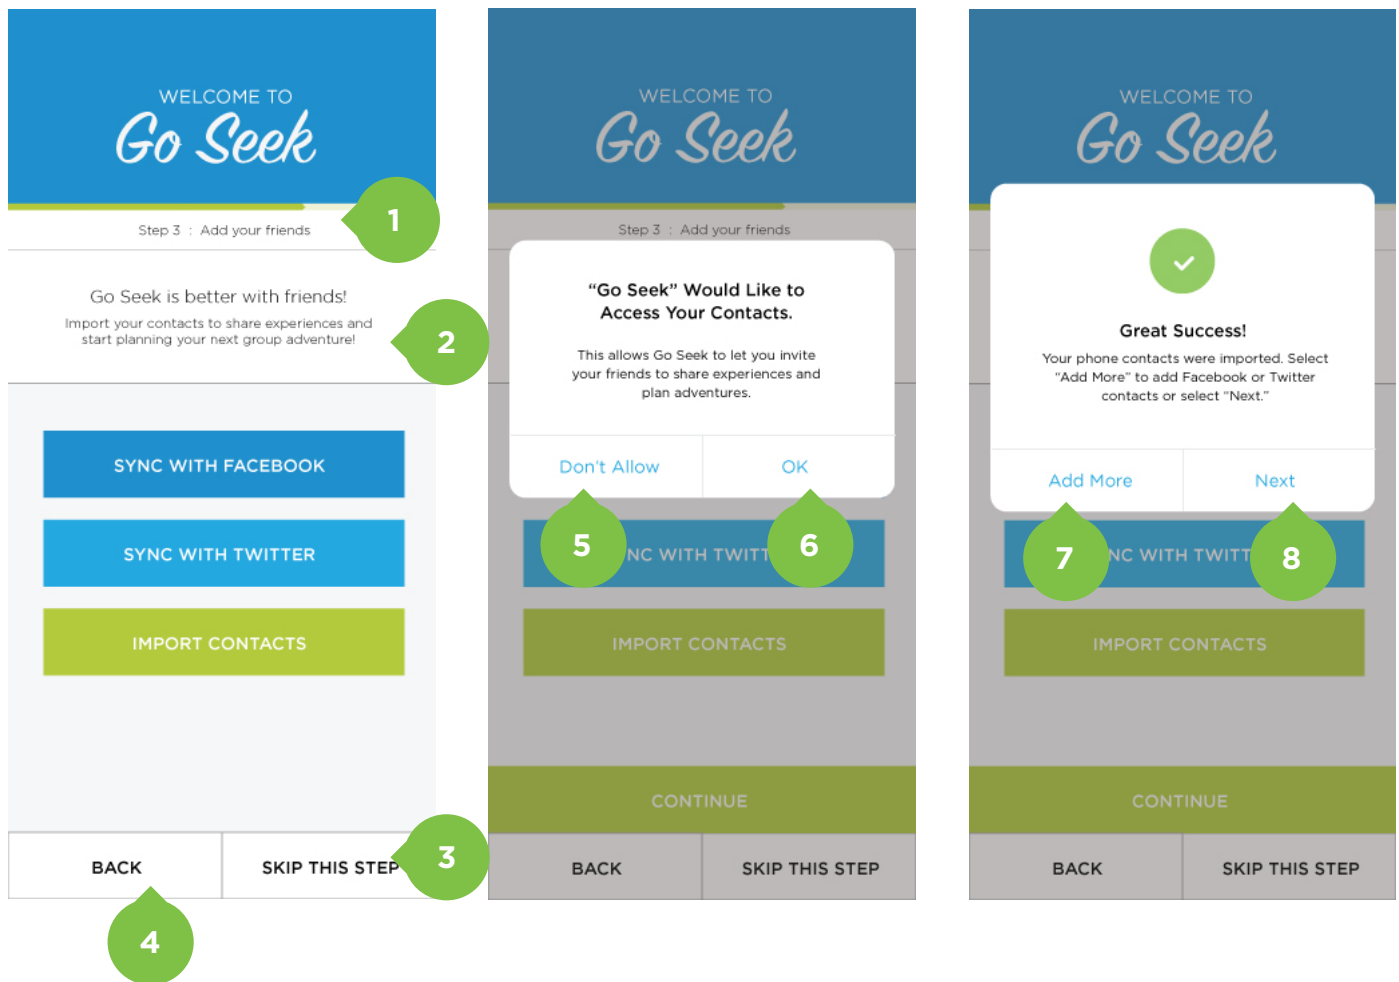 WELCOME TO
Go Seek
1
Step 3 : Add your friends
Go Seek is better with friends!
Import your contacts to share experiences and
start planning your next group adventure!
2
SYNC WITH FACEBOOK
SYNC WITH TWITTER
IMPORT CONTACTS
BACK
SKIP THIS STEP
3
4
WELCOME TO
Go Seek
Step 3 : Add your friends
“Go Seek” Would Like to
Access Your Contacts.
This allows Go Seek to let you invite
your friends to share experiences and
plan adventures.
Don't Allow
OK
5
NC WITH TWITT
6
IMPORT CONTACTS
CONTINUE
BACK
SKIP THIS STEP
WELCOME TO
Go Seek
Great Success!
Your phone contacts were imported. Select
“Add More” to add Facebook or Twitter
contacts or select “Next.”
Add More
Next
7
NC WITH TWITT
8
IMPORT CONTACTS
CONTINUE
BACK
SKIP THIS STEP